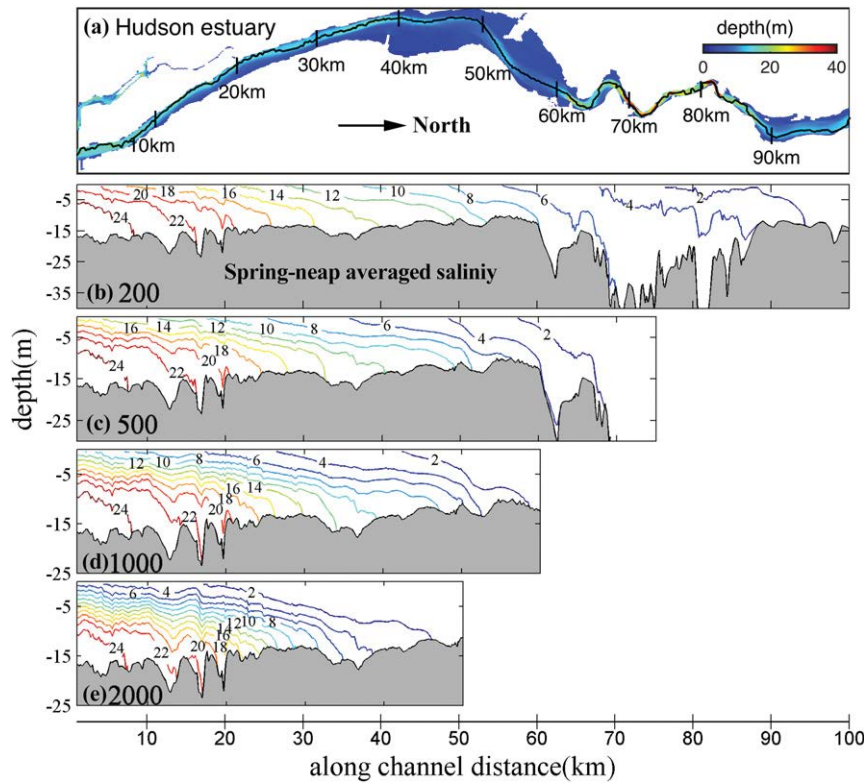 (a) Hudson estuary
depth(m)
0 20 40
10km
20km
30km
40km
50km
60km
70km
80km
90km
North
-5
-15
-25
-35
24 20 18 22 16 14 12 10 8 6 4 2
Spring-neap averaged saliniy
(b) 200
-5
-15
-25
24 16 14 22 12 20 18 10 8 6 4 2
(c) 500
depth(m)
-5
-15
-25
24 12 10 22 8 20 18 16 6 14 4 2
(d) 1000
-5
-15
-25
24 6 22 4 20 18 16 14 12 2 10 8
(e) 2000
10 20 30 40 50 60 70 80 90 100
along channel distance(km)